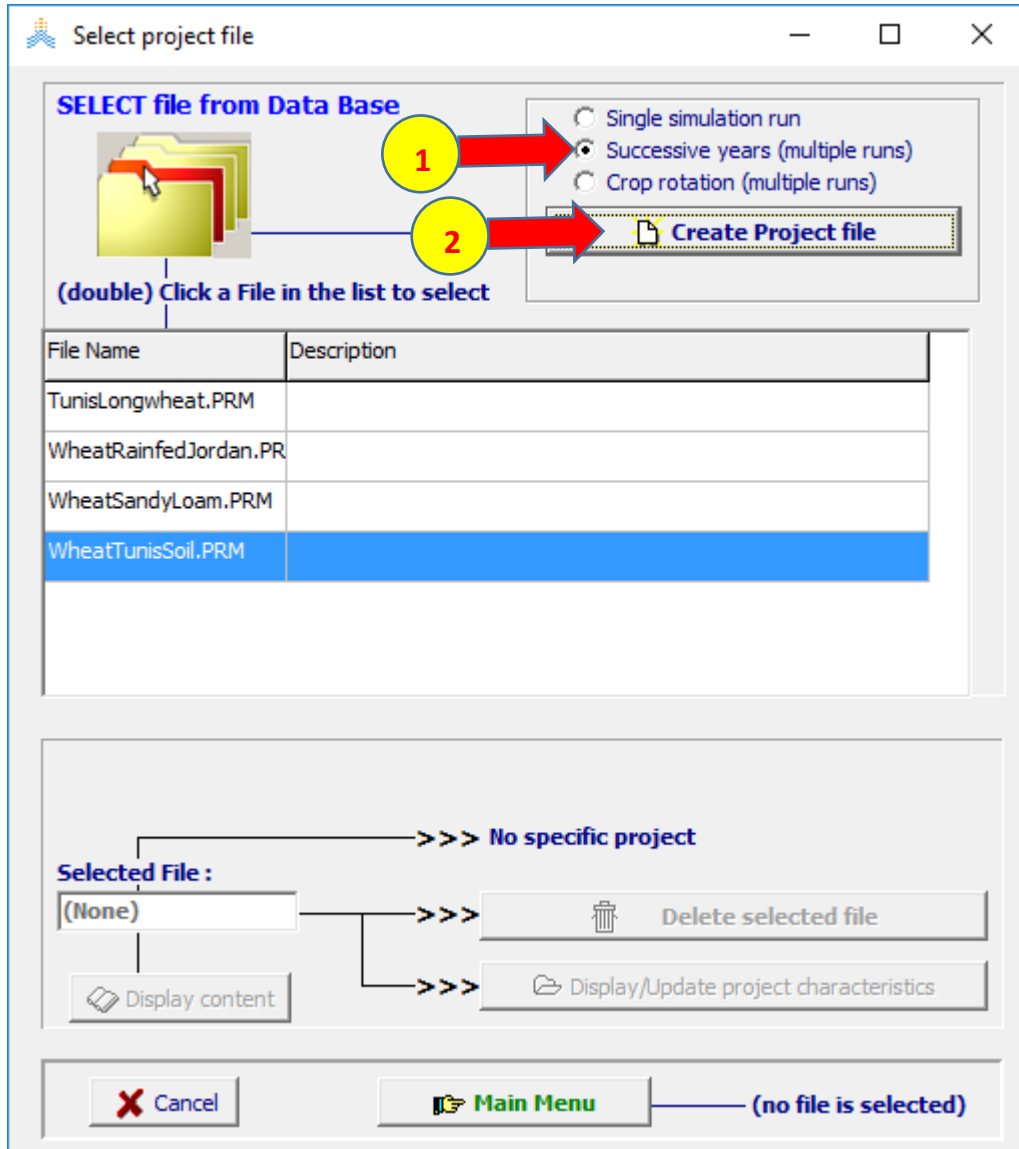 Select project file
SELECT file from Data Base
Single simulation run
1
Successive years (multiple runs)
Crop rotation (multiple runs)
2
Create Project file
(double) Click a File in the list to select
File Name Description
TunisLongwheat.PRM
WheatRainfedJordan.PR
WheatSandyLoam.PRM
WheatTunisSoil.PRM
>>> No specific project
Selected File :
(None)
>>> Delete selected file
Display content
>>> Display/Update project characteristics
Cancel
Main Menu
(no file is selected)